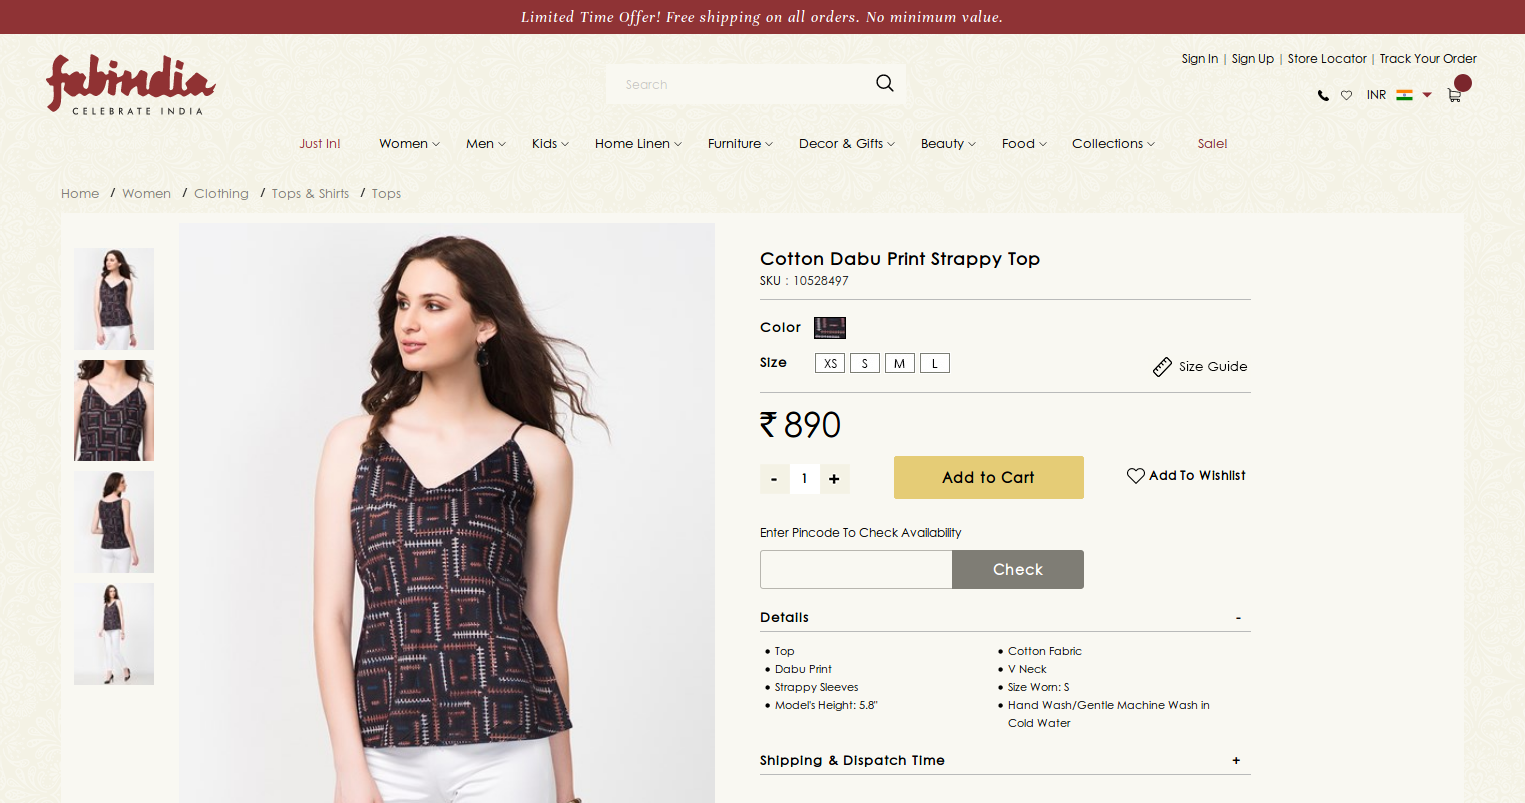 Limited Time Offer! Free shipping on all orders. No minimum value.
fabindia
CELEBRATE INDIA
Search
Sign In | Sign Up | Store Locator | Track Your Order
INR
Just In! Women Men Kids Home Linen Furniture Decor & Gifts Beauty Food Collections Sale!
Home / Women / Clothing / Tops & Shirts / Tops
Cotton Dabu Print Strappy Top
SKU : 10528497
Color
Size XS S M L
Size Guide
₹ 890
- 1 +
Add to Cart
Add To Wishlist
Enter Pincode To Check Availability
Check
Details -
• Top
• Dabu Print
• Strappy Sleeves
• Model's Height: 5.8"
• Cotton Fabric
• V Neck
• Size Worn: S
• Hand Wash/Gentle Machine Wash in
Cold Water
Shipping & Dispatch Time +